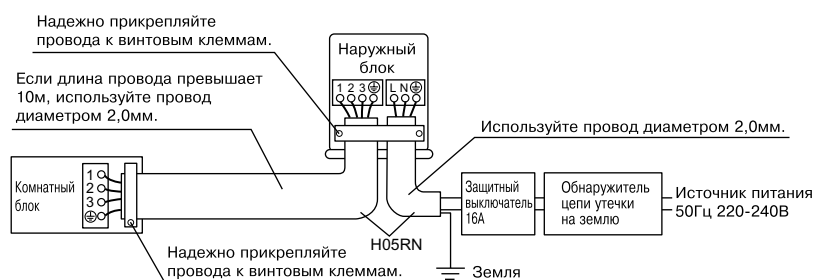 Надежно прикрепляйте
провода к винтовым клеммам.
Наружный
блок
1 2 3
L N
Если длина провода превышает
10м, используйте провод
диаметром 2,0мм.
Используйте провод диаметром 2,0мм.
Комнатный
блок
1
2
3
Защитный
выключатель
16А
Обнаружитель
цепи утечки
на землю
Источник питания
50Гц 220-240В
H05RN
Надежно прикрепляйте
провода к винтовым клеммам.
Земля